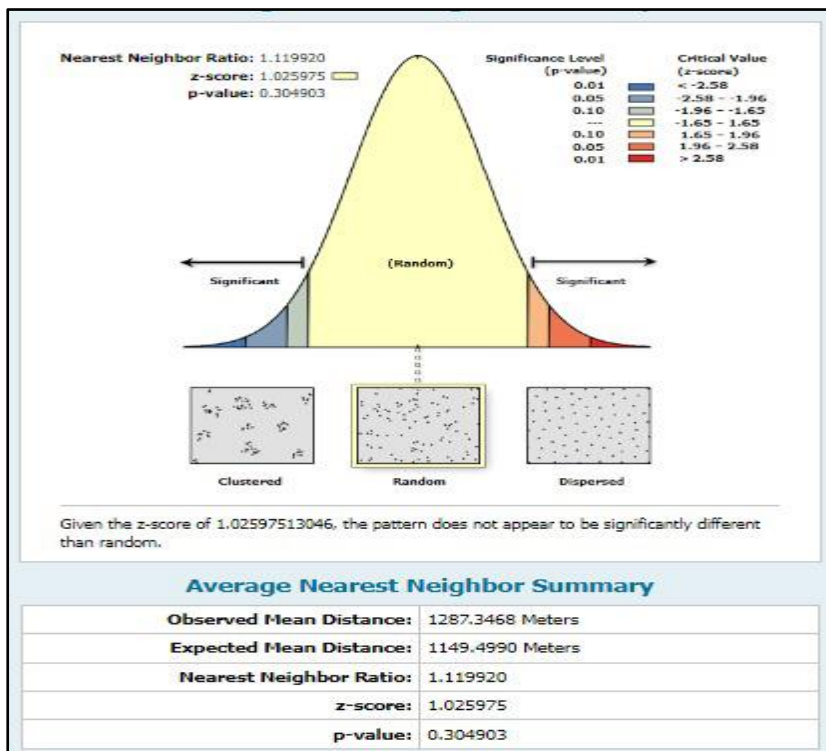 Nearest Neighbor Ratio: 1.119920
z-score: 1.025975
p-value: 0.304903
Significance Level (p-value)
Critical Value (z-score)
0.01 < -2.58
0.05 -2.58 - -1.96
0.10 -1.96 - -1.65
--- -1.65 - 1.65
0.10 1.65 - 1.96
0.05 1.96 - 2.58
0.01 > 2.58
Significant
(Random)
Significant
Clustered
Random
Dispersed
Given the z-score of 1.02597513046, the pattern does not appear to be significantly different
than random.
Average Nearest Neighbor Summary
Observed Mean Distance: 1287.3468 Meters
Expected Mean Distance: 1149.4990 Meters
Nearest Neighbor Ratio: 1.119920
z-score: 1.025975
p-value: 0.304903